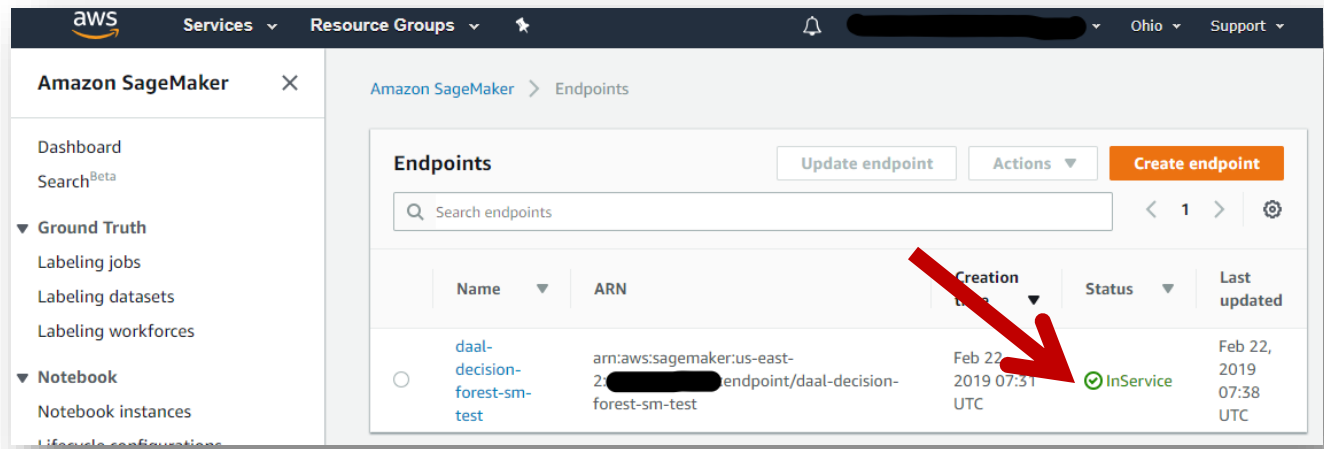 aws
Services
Resource Groups
Ohio
Support
Amazon SageMaker
Dashboard
SearchBeta
Ground Truth
Labeling jobs
Labeling datasets
Labeling workforces
Notebook
Notebook instances
Lifecycle configurations
Amazon SageMaker > Endpoints
Endpoints
Update endpoint
Actions
Create endpoint
Search endpoints
1
Name
ARN
Creation
time
Status
Last
updated
daal-
decision-
forest-sm-
test
arn:aws:sagemaker:us-east-
2: :endpoint/daal-decision-
forest-sm-test
Feb 22,
2019 07:31
UTC
InService
Feb 22,
2019
07:38
UTC